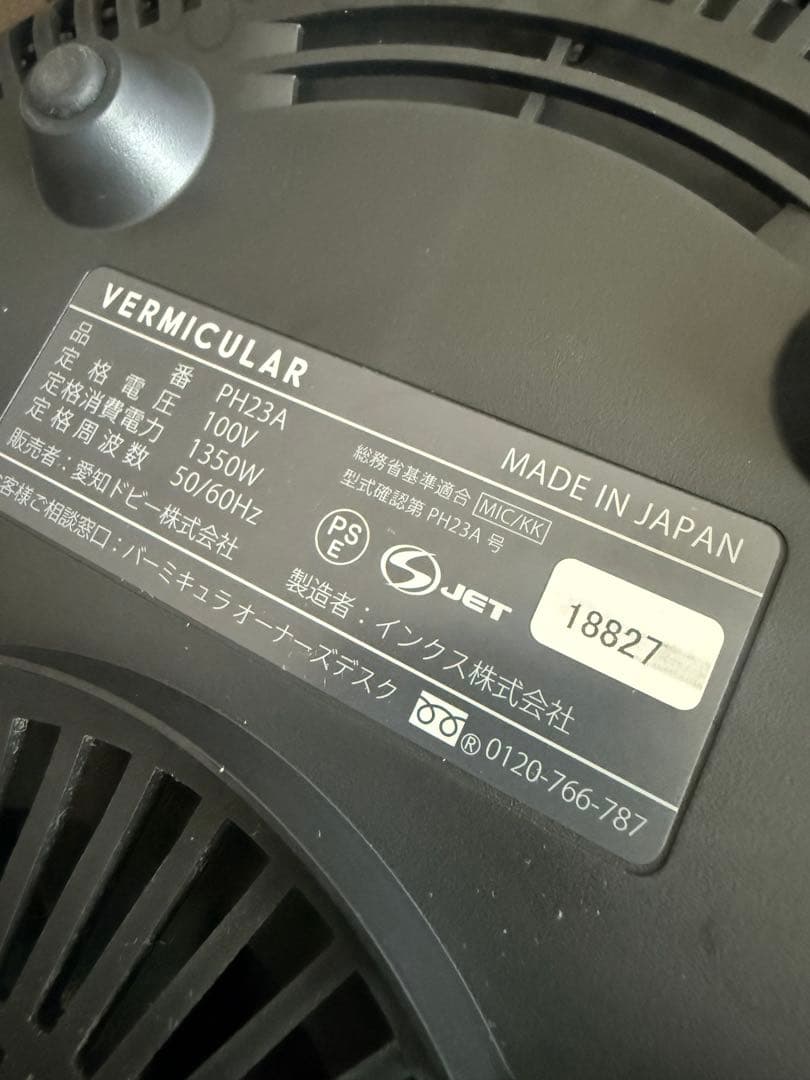 VERMICULAR
MADE IN JAPAN
品 番 PH23A
定格電圧 100V
定格消費電力 1350W
定格周波数 50/60Hz
販売者：愛知ドビー株式会社
総務省基準適合 MIC/KK
型式確認第 PH23A 号
PS
E
JET
18827
製造者：インクス株式会社
客様ご相談窓口：バーミキュラ オーナーズデスク ® 0120-766-787